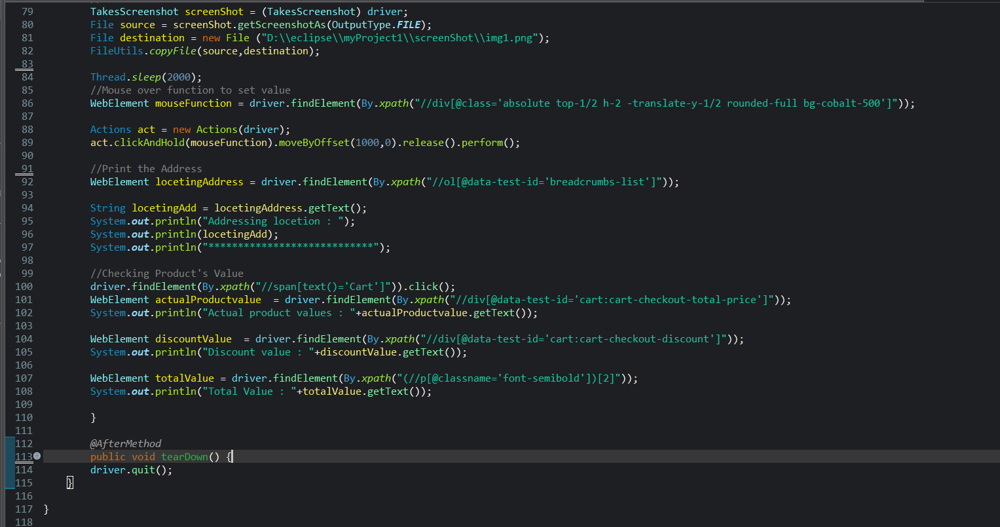 79 TakesScreenshot screenShot = (TakesScreenshot) driver;
80 File source = screenShot.getScreenshotAs(OutputType.FILE);
81 File destination = new File ("D:\\eclipse\\myProject1\\screenShot\\img1.png");
82 FileUtils.copyFile(source,destination);
83
84 Thread.sleep(2000);
85 //Mouse over function to set value
86 WebElement mouseFunction = driver.findElement(By.xpath("//div[@class='absolute top-1/2 h-2 -translate-y-1/2 rounded-full bg-cobalt-500']"));
87
88 Actions act = new Actions(driver);
89 act.clickAndHold(mouseFunction).moveByOffset(1000,0).release().perform();
90
91 //Print the Address
92 WebElement locetingAddress = driver.findElement(By.xpath("//ol[@data-test-id='breadcrumbs-list']"));
93
94 String locetingAdd = locetingAddress.getText();
95 System.out.println("Addressing locetion : ");
96 System.out.println(locetingAdd);
97 System.out.println("****************************");
98
99 //Checking Product's Value
100 driver.findElement(By.xpath("//span[text()='Cart']")).click();
101 WebElement actualProductvalue  = driver.findElement(By.xpath("//div[@data-test-id='cart:cart-checkout-total-price']"));
102 System.out.println("Actual product values : "+actualProductvalue.getText());
103
104 WebElement discountValue  = driver.findElement(By.xpath("//div[@data-test-id='cart:cart-checkout-discount']"));
105 System.out.println("Discount value : "+discountValue.getText());
106
107 WebElement totalValue = driver.findElement(By.xpath("(//p[@classname='font-semibold'])[2]"));
108 System.out.println("Total Value : "+totalValue.getText());
109
110 }
111
112 @AfterMethod
113 public void tearDown() {
114 driver.quit();
115 }
116
117 }
118